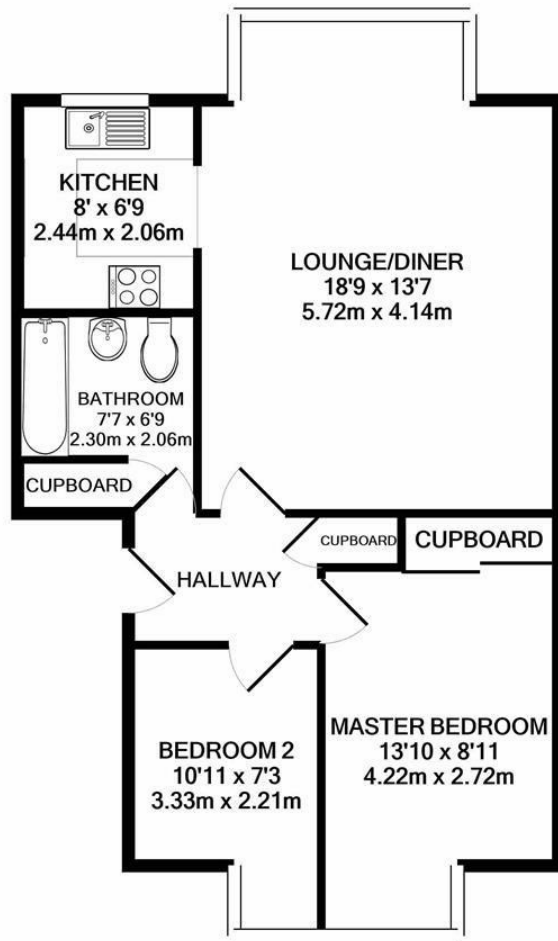 KITCHEN
8' x 6'9
2.44m x 2.06m
LOUNGE/DINER
18'9 x 13'7
5.72m x 4.14m
BATHROOM
7'7 x 6'9
2.30m x 2.06m
CUPBOARD
CUPBOARD
CUPBOARD
HALLWAY
BEDROOM 2
10'11 x 7'3
3.33m x 2.21m
MASTER BEDROOM
13'10 x 8'11
4.22m x 2.72m